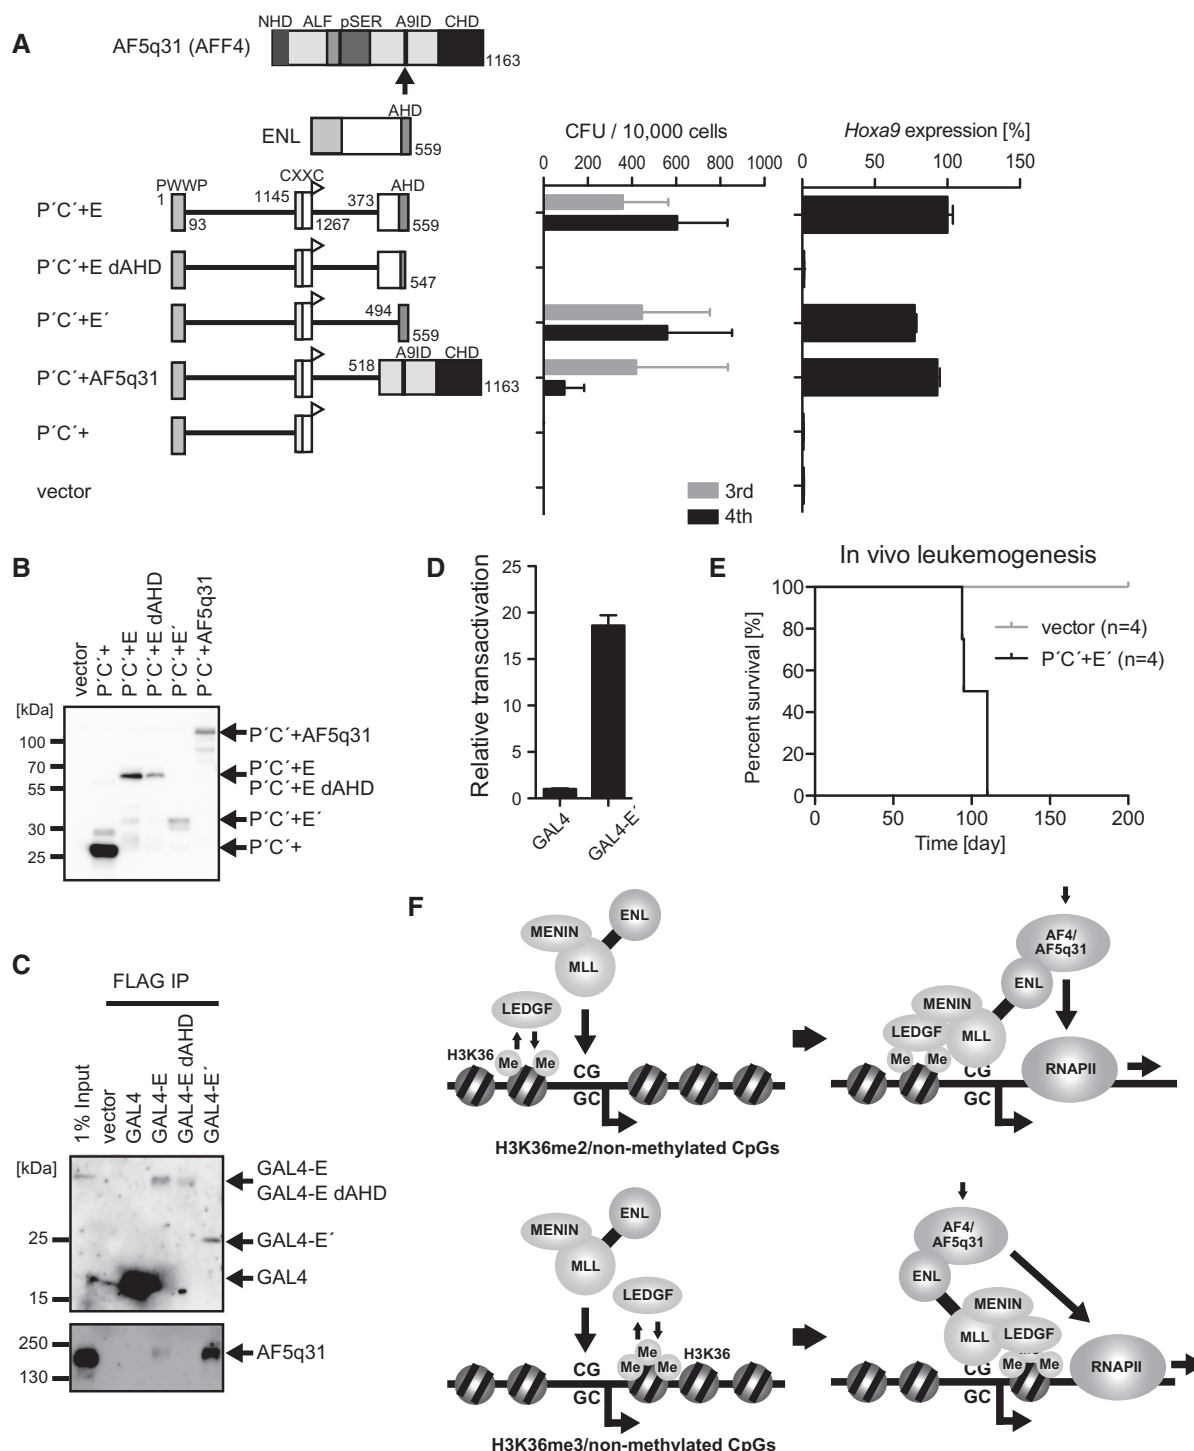 A
NHD ALF pSER A9ID CHD
AF5q31 (AFF4)
1163
AHD
ENL
559
CFU / 10,000 cells
0 200 400 600 800 1000
Hoxa9 expression [%]
0 50 100 150
PWWP CXXC AHD
P´C´+E
1 93 1145 1267 373 559
P´C´+E dAHD
547
P´C´+E´
494 559
A9ID CHD
P´C´+AF5q31
518 1163
P´C´+
vector
3rd
4th
B
vector
P´C´+
P´C´+E
P´C´+E dAHD
P´C´+E´
P´C´+AF5q31
[kDa]
100
70
55
30
25
P´C´+AF5q31
P´C´+E
P´C´+E dAHD
P´C´+E´
P´C´+
D
Relative transactivation
25
20
15
10
5
0
GAL4
GAL4-E´
E
In vivo leukemogenesis
Percent survival [%]
100
80
60
40
20
0
0 50 100 150 200
Time [day]
vector (n=4)
P´C´+E´ (n=4)
C
FLAG IP
1% Input
vector
GAL4
GAL4-E
GAL4-E dAHD
GAL4-E´
[kDa]
25
15
GAL4-E
GAL4-E dAHD
GAL4-E´
GAL4
250
130
AF5q31
F
ENL
MENIN
MLL
LEDGF
H3K36
Me Me
CG
GC
AF4/
AF5q31
ENL
MENIN
LEDGF
MLL
Me Me
CG
GC
RNAPII
H3K36me2/non-methylated CpGs
ENL
MENIN
MLL
LEDGF
Me
Me Me
H3K36
CG
GC
AF4/
AF5q31
ENL
MENIN
MLL
LEDGF
Me Me
CG
GC
RNAPII
H3K36me3/non-methylated CpGs